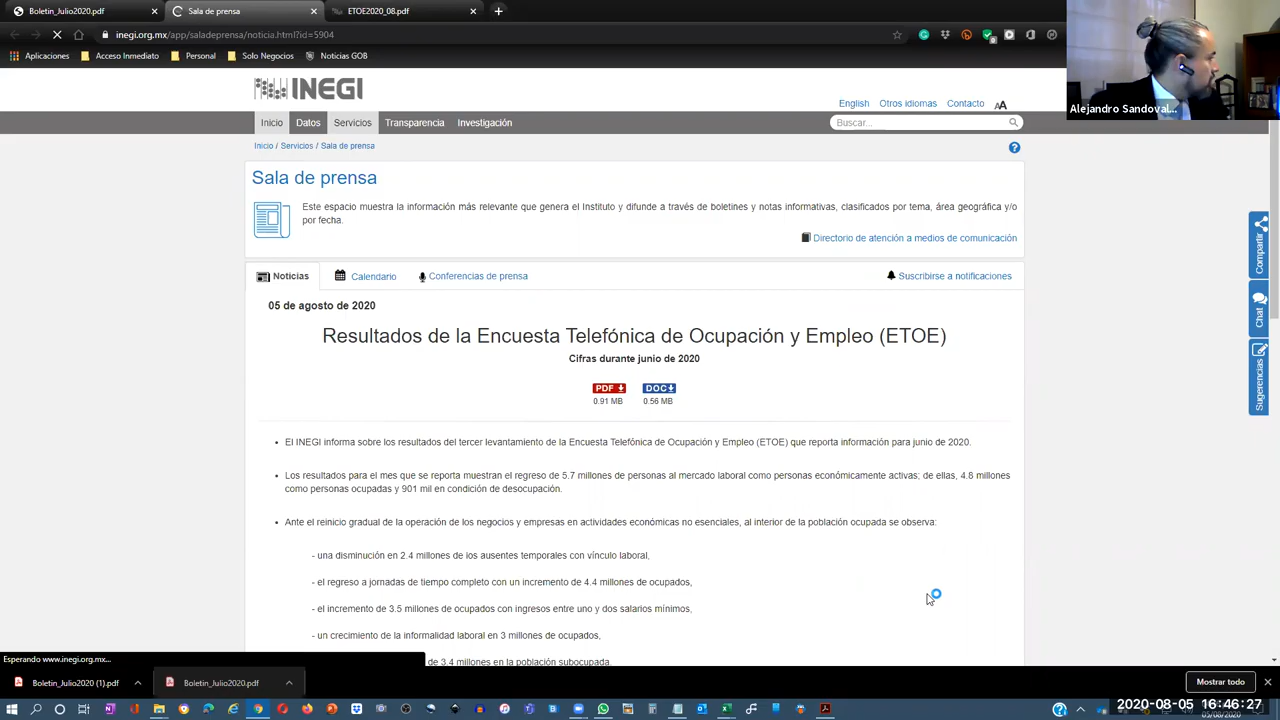 Boletin_Julio2020.pdf
Sala de prensa
ETOE2020_08.pdf
inegi.org.mx/app/saladeprensa/noticia.html?id=5904
Aplicaciones
Acceso Inmediato
Personal
Solo Negocios
Noticias GOB
Alejandro Sandoval...
INEGI
English
Otros idiomas
Contacto
AA
Inicio
Datos
Servicios
Transparencia
Investigación
Buscar...
Inicio / Servicios / Sala de prensa
Sala de prensa
Este espacio muestra la información más relevante que genera el Instituto y difunde a través de boletines y notas informativas, clasificados por tema, área geográfica y/o
por fecha.
Directorio de atención a medios de comunicación
Compartir
Chat
Sugerencias
Noticias
Calendario
Conferencias de prensa
Suscribirse a notificaciones
05 de agosto de 2020
Resultados de la Encuesta Telefónica de Ocupación y Empleo (ETOE)
Cifras durante junio de 2020
PDF
DOC
0.91 MB
0.56 MB
• El INEGI informa sobre los resultados del tercer levantamiento de la Encuesta Telefónica de Ocupación y Empleo (ETOE) que reporta información para junio de 2020.
• Los resultados para el mes que se reporta muestran el regreso de 5.7 millones de personas al mercado laboral como personas económicamente activas; de ellas, 4.8 millones
como personas ocupadas y 901 mil en condición de desocupación.
• Ante el reinicio gradual de la operación de los negocios y empresas en actividades económicas no esenciales, al interior de la población ocupada se observa:
- una disminución en 2.4 millones de los ausentes temporales con vínculo laboral,
- el regreso a jornadas de tiempo completo con un incremento de 4.4 millones de ocupados,
- el incremento de 3.5 millones de ocupados con ingresos entre uno y dos salarios mínimos,
- un crecimiento de la informalidad laboral en 3 millones de ocupados,
de 3.4 millones en la población subocupada.
Esperando www.inegi.org.mx...
Boletin_Julio2020 (1).pdf
Boletin_Julio2020.pdf
Mostrar todo
2020-08-05 16:46:27
05/08/2020